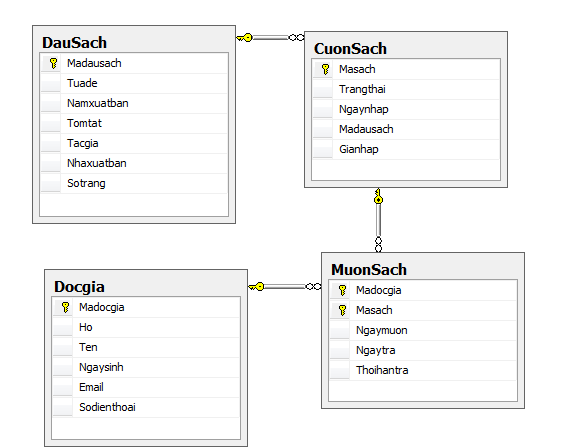 DauSach
Madausach
Tuade
Namxuatban
Tomtat
Tacgia
Nhaxuatban
Sotrang
CuonSach
Masach
Trangthai
Ngaynhap
Madausach
Gianhap
Docgia
Madocgia
Ho
Ten
Ngaysinh
Email
Sodienthoai
MuonSach
Madocgia
Masach
Ngaymuon
Ngaytra
Thoihantra